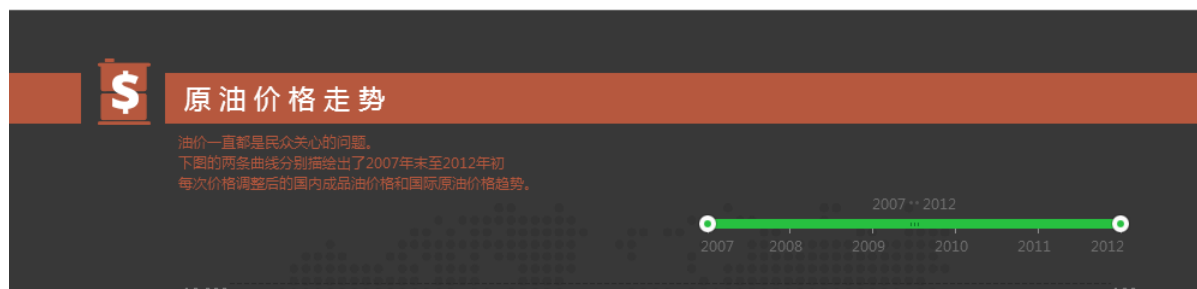 $
原油价格走势
油价一直都是民众关心的问题。
下图的两条曲线分别描绘出了2007年末至2012年初
每次价格调整后的国内成品油价格和国际原油价格趋势。
2007 -- 2012
2007 2008 2009 2010 2011 2012